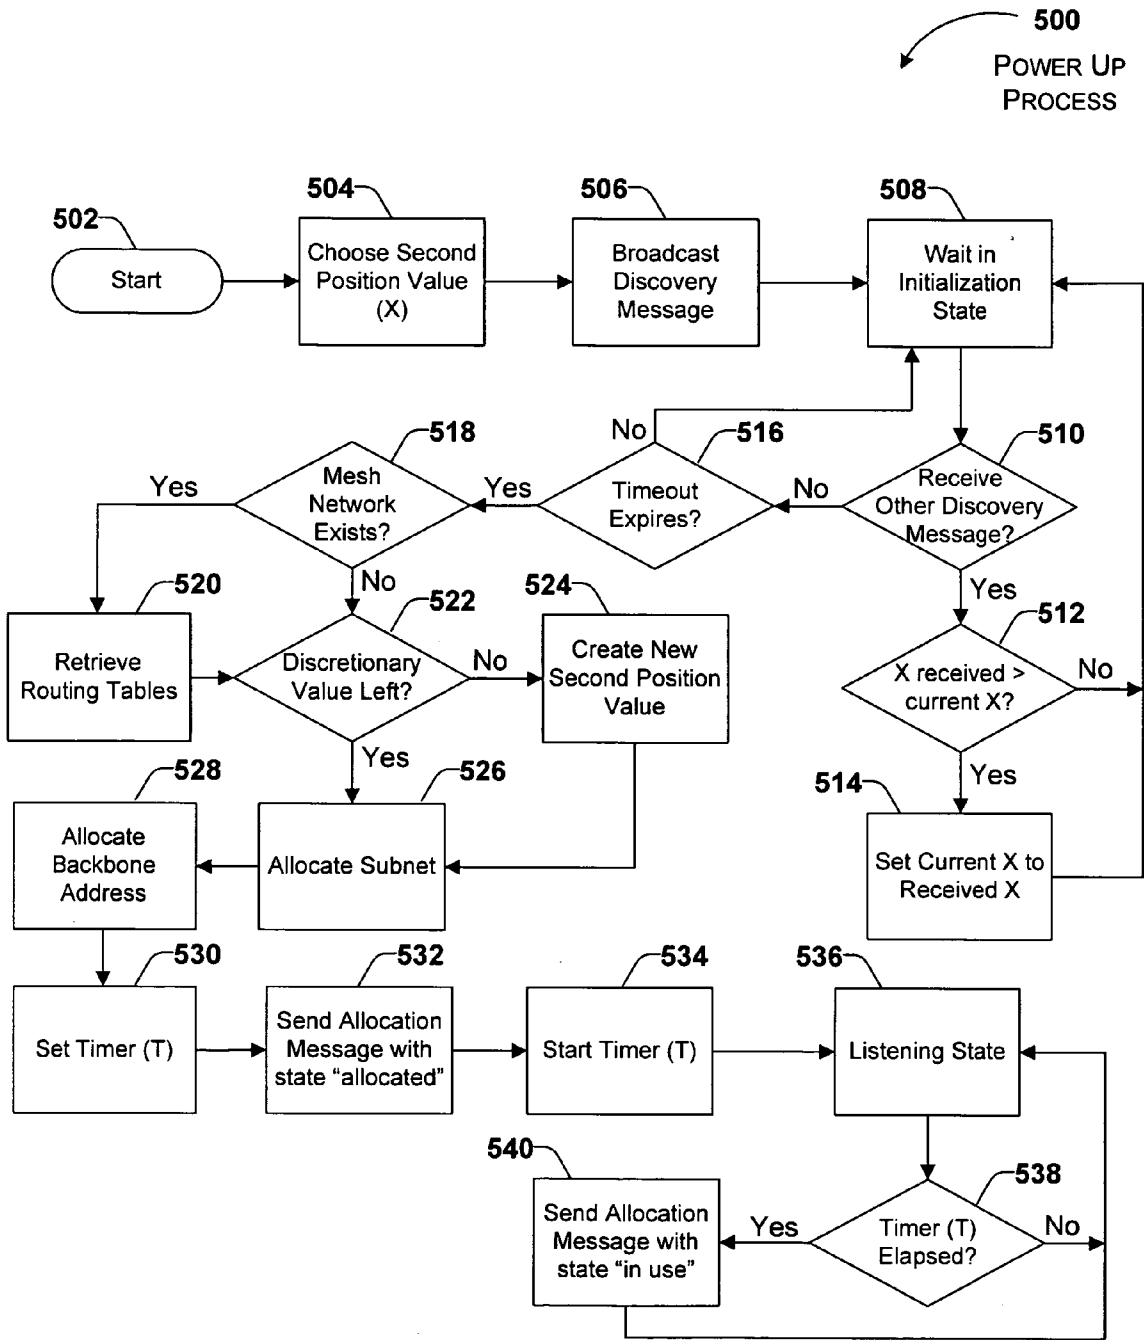 500
POWER UP
PROCESS
502
Start
504
Choose Second
Position Value
(X)
506
Broadcast
Discovery
Message
508
Wait in
Initialization
State
510
Receive
Other Discovery
Message?
No
Yes
512
X received >
current X?
No
Yes
514
Set Current X to
Received X
516
Timeout
Expires?
No
Yes
518
Mesh
Network
Exists?
Yes
No
520
Retrieve
Routing Tables
522
Discretionary
Value Left?
No
Yes
524
Create New
Second Position
Value
526
Allocate Subnet
528
Allocate
Backbone
Address
530
Set Timer (T)
532
Send Allocation
Message with
state “allocated”
534
Start Timer (T)
536
Listening State
538
Timer (T)
Elapsed?
Yes
No
540
Send Allocation
Message with
state “in use”